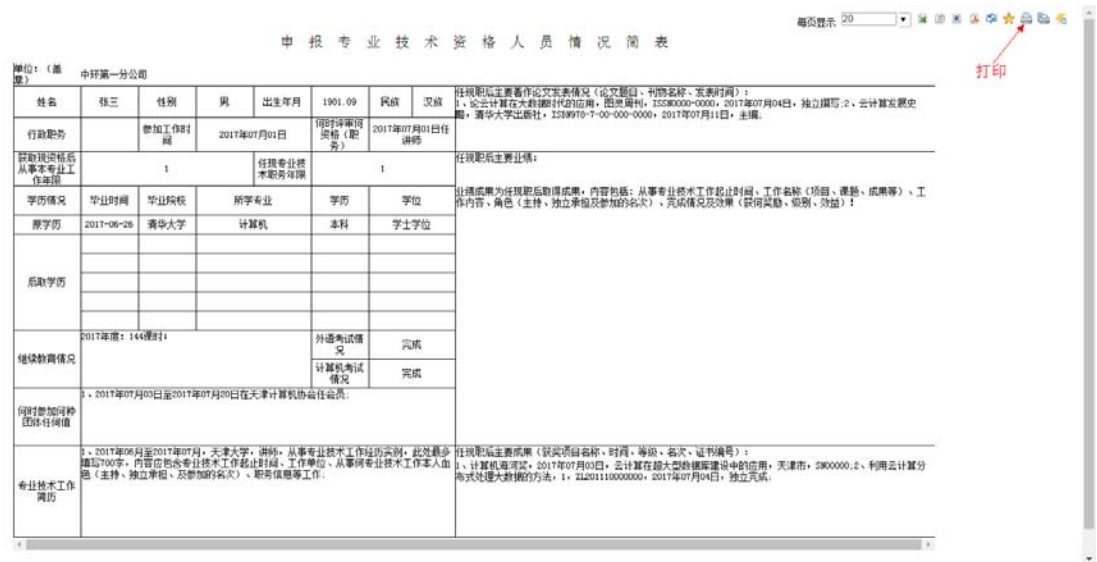 每页显示 20
打印
申 报 专 业 技 术 资 格 人 员 情 况 简 表
单位:(盖
章)
中环第一分公司
姓名 张三 性别 男 出生年月 1901.09 民族 汉族
任现职后主要著作论文发表情况(论文题目、刊物名称、发表时间):
1、论云计算在大数据时代的应用,图灵周刊,ISSN0000-0000,2017年07月04日,独立撰写;2、云计算发展史
略,清华大学出版社,ISBN978-7-00-000-0000,2017年07月11日,主编;
行政职务
参加工作时
间
2017年07月01日
何时评审何
资格(职
务)
2017年07月01日任
讲师
获取现资格后
从事本专业工
作年限
1
任现专业技
术职务年限
1
任现职后主要业绩:
业绩成果为任现职后取得成果,内容包括:从事专业技术工作起止时间、工作名称(项目、课题、成果等)、工
作内容、角色(主持、独立承担及参加的名次)、完成情况及效果(获何奖励、级别、效益)!
学历情况 毕业时间 毕业院校 所学专业 学历 学位
原学历 2017-06-26 清华大学 计算机 本科 学士学位
后取学历
继续教育情况
2017年度:144课时;
外语考试情
况
完成
计算机考试
情况
完成
何时参加何种
团体任何值
1、2017年07月03日至2017年07月20日在天津计算机协会任会员;
专业技术工作
简历
1、2017年06月至2017年07月,天津大学,讲师,从事专业技术工作经历实例,此处最多
填写700字,内容应包含专业技术工作起止时间、工作单位、从事何专业技术工作本人角
色(主持、独立承担、及参加的名次)、职务信息等工作;
任现职后主要成果(获奖项目名称、时间、等级、名次、证书编号):
1、计算机海河奖,2017年07月03日,云计算在超大型数据库建设中的应用,天津市,SN00000;2、利用云计算分
布式处理大数据的方法,1,ZL201110000000,2017年07月04日,独立完成;